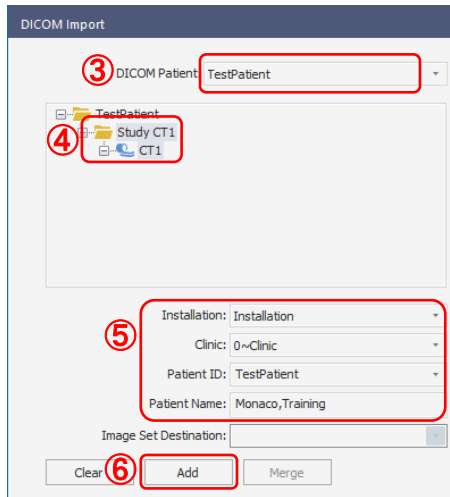 DICOM Import
③ DICOM Patient: TestPatient
TestPatient
④ Study CT1
CT1
Installation: Installation
⑤ Clinic: 0~Clinic
Patient ID: TestPatient
Patient Name: Monaco,Training
Image Set Destination:
Clear ⑥ Add Merge